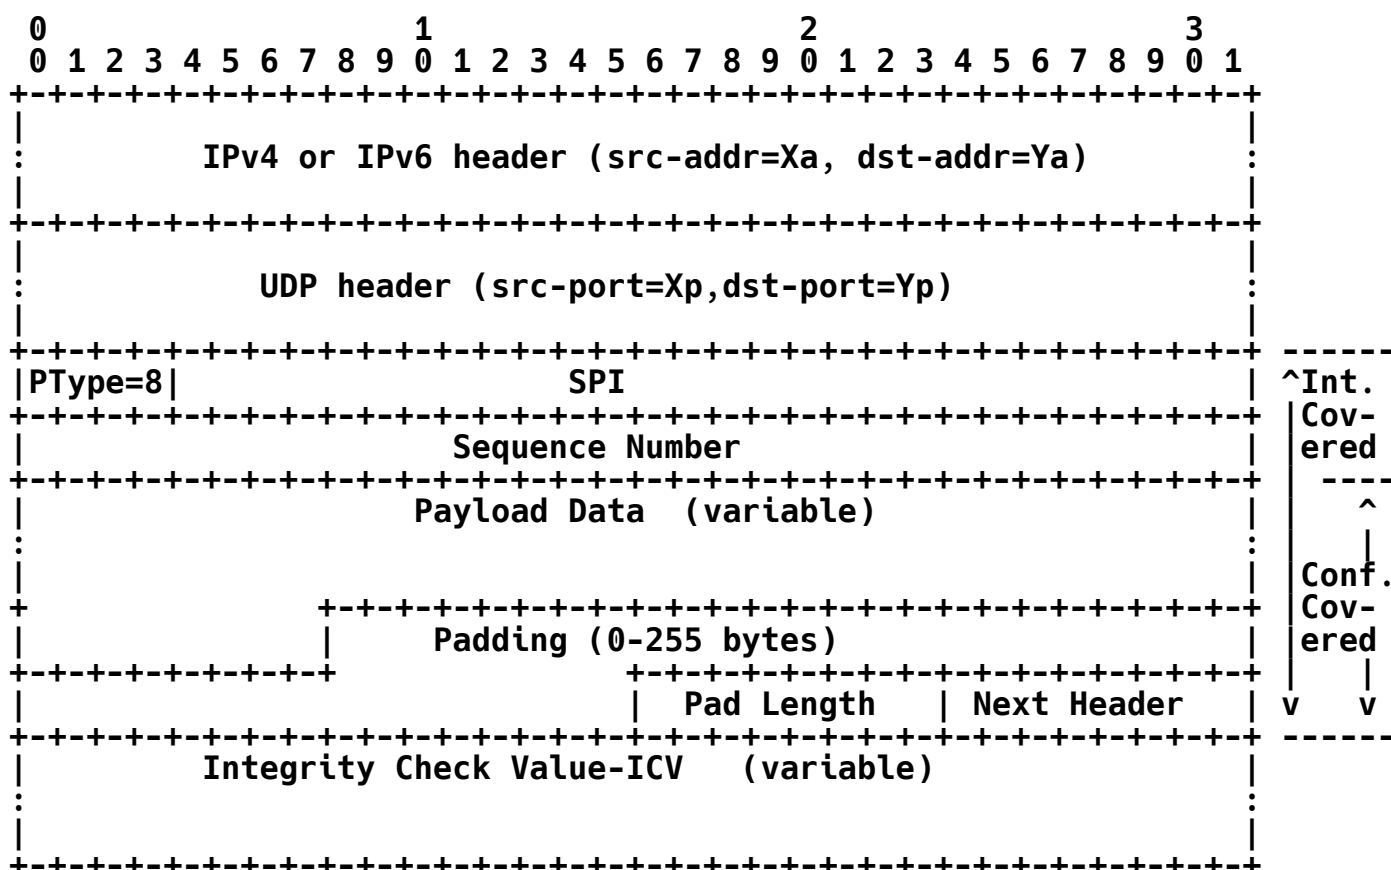 0                   1                   2                   3
 0 1 2 3 4 5 6 7 8 9 0 1 2 3 4 5 6 7 8 9 0 1 2 3 4 5 6 7 8 9 0 1
+-+-+-+-+-+-+-+-+-+-+-+-+-+-+-+-+-+-+-+-+-+-+-+-+-+-+-+-+-+-+-+-+
|                                                               |
:         IPv4 or IPv6 header (src-addr=Xa, dst-addr=Ya)        :
|                                                               |
+-+-+-+-+-+-+-+-+-+-+-+-+-+-+-+-+-+-+-+-+-+-+-+-+-+-+-+-+-+-+-+-+
|                                                               |
:            UDP header (src-port=Xp,dst-port=Yp)               :
|                                                               |
+-+-+-+-+-+-+-+-+-+-+-+-+-+-+-+-+-+-+-+-+-+-+-+-+-+-+-+-+-+-+-+-+ ------
|PType=8|                    SPI                                | ^Int.
+-+-+-+-+-+-+-+-+-+-+-+-+-+-+-+-+-+-+-+-+-+-+-+-+-+-+-+-+-+-+-+-+ |Cov-
|                      Sequence Number                          | |ered
+-+-+-+-+-+-+-+-+-+-+-+-+-+-+-+-+-+-+-+-+-+-+-+-+-+-+-+-+-+-+-+-+ | ----
|                    Payload Data  (variable)                   | |   ^
:                                                               : |   |
|                                                               | |Conf.
+               +-+-+-+-+-+-+-+-+-+-+-+-+-+-+-+-+-+-+-+-+-+-+-+-+ |Cov-
|               |     Padding (0-255 bytes)                     | |ered
+-+-+-+-+-+-+-+-+               +-+-+-+-+-+-+-+-+-+-+-+-+-+-+-+-+ |   |
|                               |  Pad Length   | Next Header   | v   v
+-+-+-+-+-+-+-+-+-+-+-+-+-+-+-+-+-+-+-+-+-+-+-+-+-+-+-+-+-+-+-+-+ ------
|         Integrity Check Value-ICV   (variable)                |
:                                                               :
|                                                               |
+-+-+-+-+-+-+-+-+-+-+-+-+-+-+-+-+-+-+-+-+-+-+-+-+-+-+-+-+-+-+-+-+